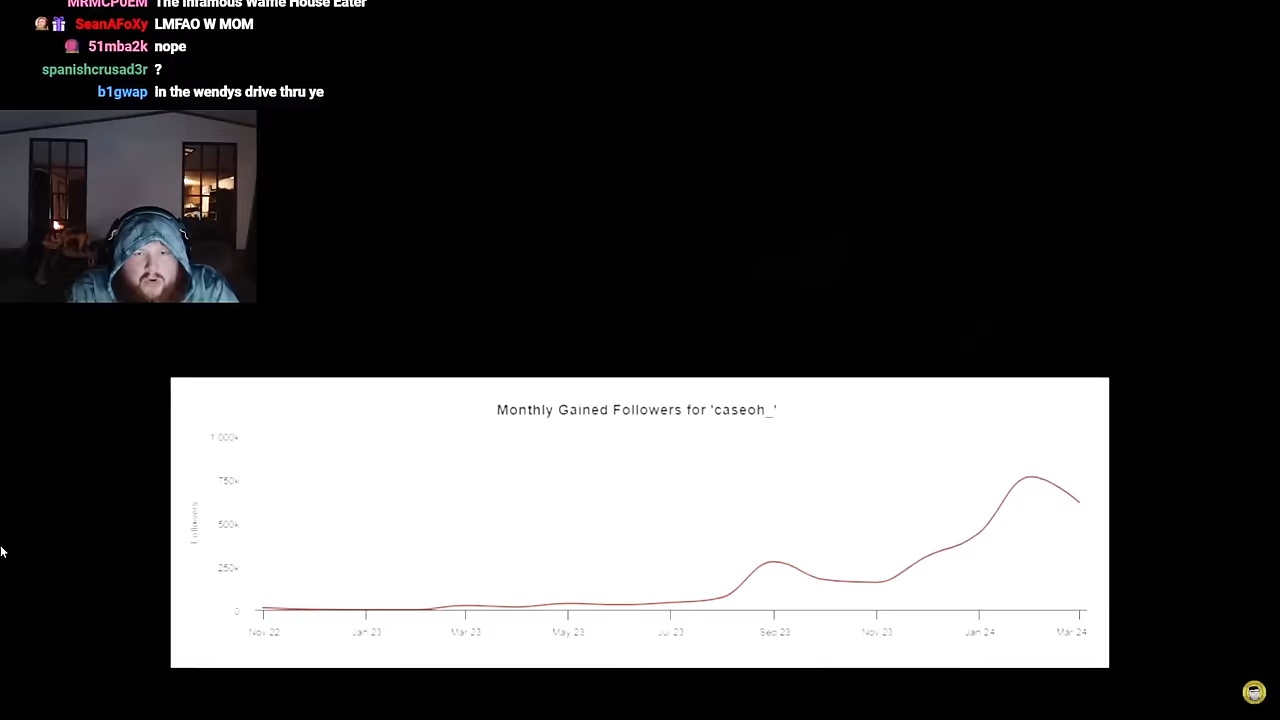 MRMCPOEM The Infamous Waffle House Eater
SeanAFoXy LMFAO W MOM
51mba2k nope
spanishcrusad3r ?
b1gwap in the wendys drive thru ye
Monthly Gained Followers for 'caseoh_'
1 000k
750k
500k
250k
0
Followers
Nov 22 Jan 23 Mar 23 May 23 Jul 23 Sep 23 Nov 23 Jan 24 Mar 24